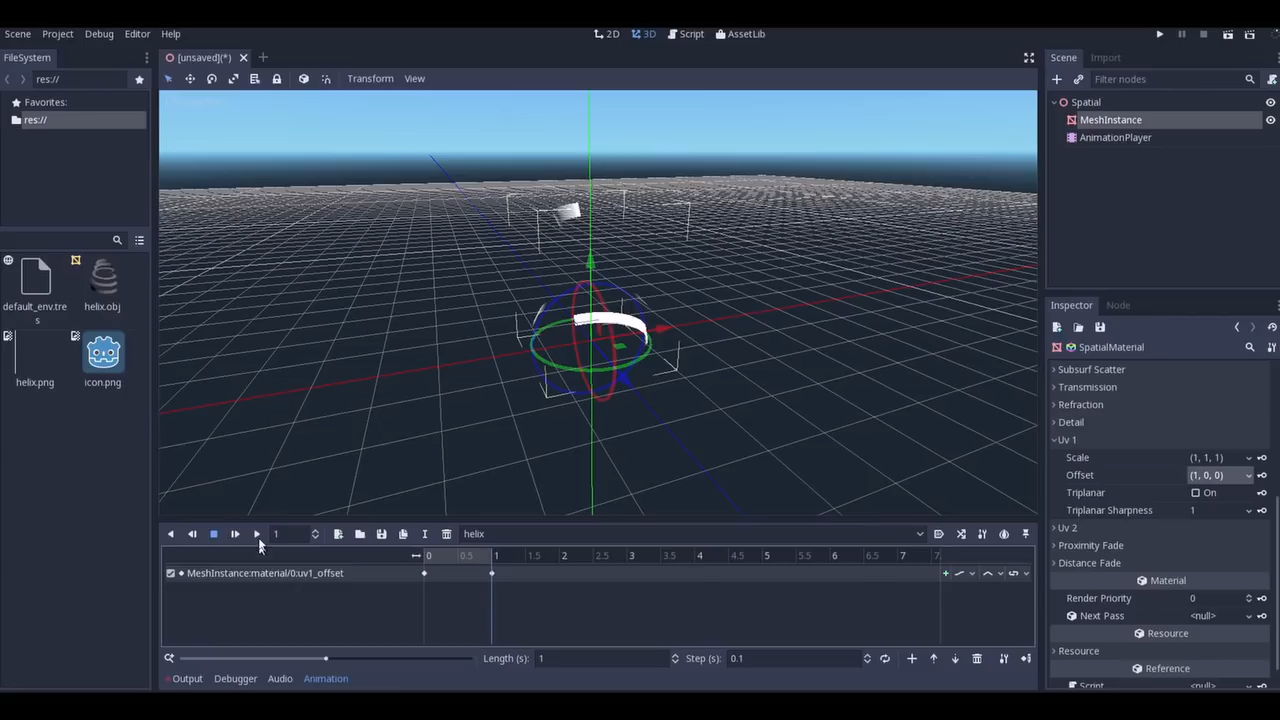 Scene Project Debug Editor Help
2D 3D Script AssetLib
FileSystem
[unsaved](*)
Scene Import
res://
Transform View
Filter nodes
Favorites:
res://
Spatial
MeshInstance
AnimationPlayer
default_env.tre
s
helix.obj
helix.png
icon.png
Inspector Node
SpatialMaterial
Subsurf Scatter
Transmission
Refraction
Detail
Uv 1
Scale (1, 1, 1)
Offset (1, 0, 0)
Triplanar On
Triplanar Sharpness 1
Uv 2
Proximity Fade
Distance Fade
Material
Render Priority 0
Next Pass <null>
Resource
Resource
Reference
Script <null>
1 helix
0 0.5 1 1.5 2 2.5 3 3.5 4 4.5 5 5.5 6 6.5 7 7.
MeshInstance:material/0:uv1_offset
Length (s): 1 Step (s): 0.1
Output Debugger Audio Animation